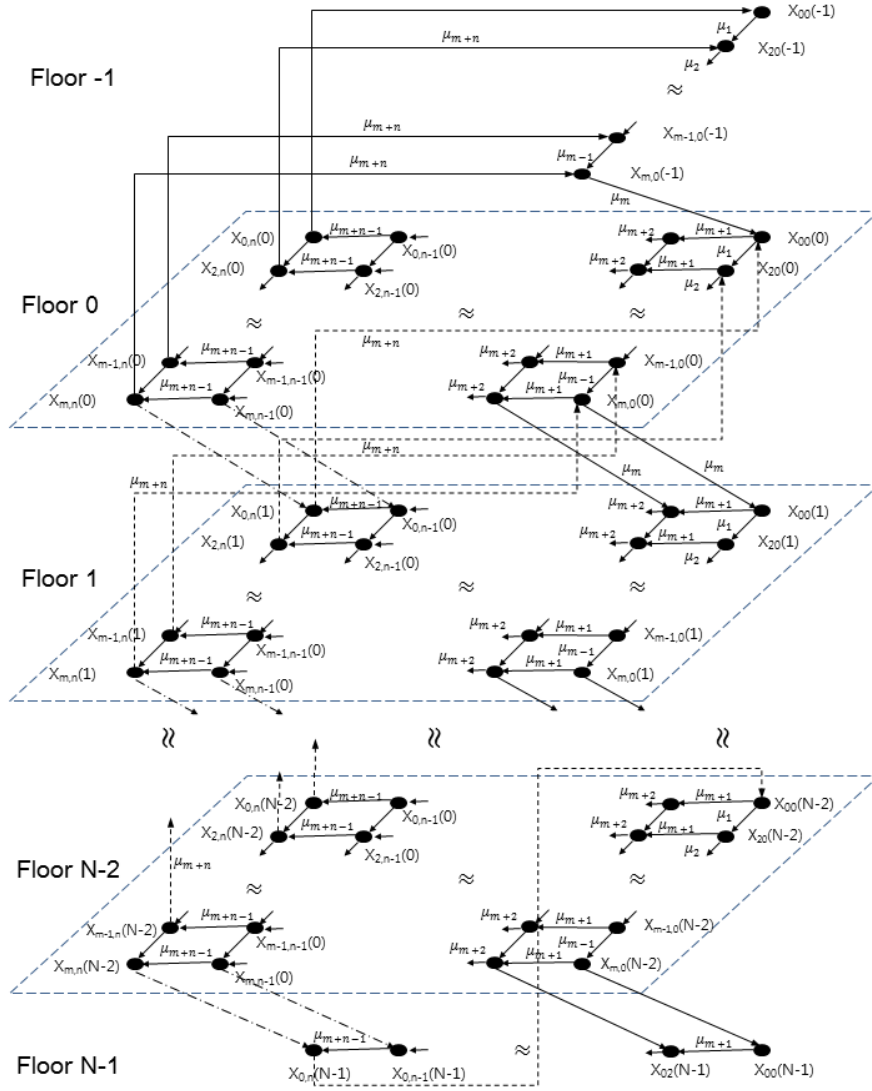 X00(-1)
μ1
μm+n
X20(-1)
μ2
Floor -1
≈
μm+n
Xm-1,0(-1)
μm+n
μm-1
Xm,0(-1)
μm
X0,n(0)
μm+n-1
X0,n-1(0)
μm+2
μm+1
X00(0)
X2,n(0)
μm+n-1
μm+2
μm+1
μ1
X20(0)
X2,n-1(0)
μ2
Floor 0
≈
≈
≈
μm+n
Xm-1,n(0)
μm+n-1
μm+2
μm+1
Xm-1,0(0)
Xm-1,n-1(0)
Xm,n(0)
μm+n-1
μm+2
μm+1
μm-1
Xm,0(0)
Xm,n-1(0)
μm+n
μm+n
μm
μm
X0,n(1)
μm+n-1
X0,n-1(0)
μm+2
μm+1
X00(1)
X2,n(1)
μm+n-1
μm+2
μm+1
μ1
X20(1)
X2,n-1(0)
μ2
Floor 1
≈
≈
≈
Xm-1,n(1)
μm+n-1
μm+2
μm+1
Xm-1,0(1)
Xm-1,n-1(0)
Xm,n(1)
μm+n-1
μm+2
μm+1
μm-1
Xm,0(1)
Xm,n-1(0)
≈
≈
≈
X0,n(N-2)
μm+n-1
X0,n-1(0)
μm+2
μm+1
X00(N-2)
X2,n(N-2)
μm+n-1
μm+2
μm+1
μ1
X20(N-2)
X2,n-1(0)
μ2
μm+n
Floor N-2
≈
≈
≈
Xm-1,n(N-2)
μm+n-1
μm+2
μm+1
Xm-1,0(N-2)
Xm-1,n-1(0)
Xm,n(N-2)
μm+n-1
μm+2
μm+1
μm-1
Xm,0(N-2)
Xm,n-1(0)
Floor N-1
μm+n-1
≈
μm+1
X0,n(N-1)
X0,n-1(N-1)
X02(N-1)
X00(N-1)